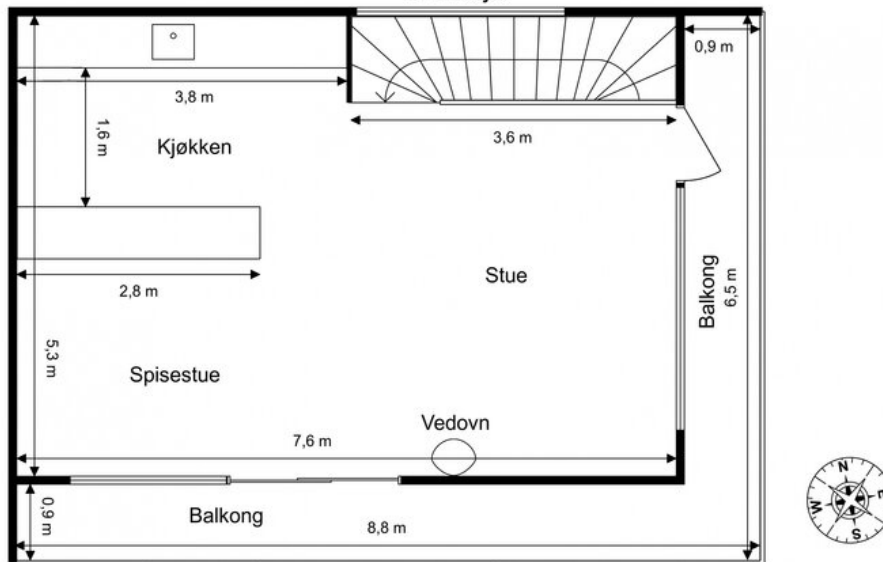 0,9 m
3,8 m
3,6 m
1,6 m
Kjøkken
2,8 m
Stue
Balkong
6,5 m
5,3 m
Spisestue
Vedovn
7,6 m
0,9 m
Balkong
8,8 m
N
W
S